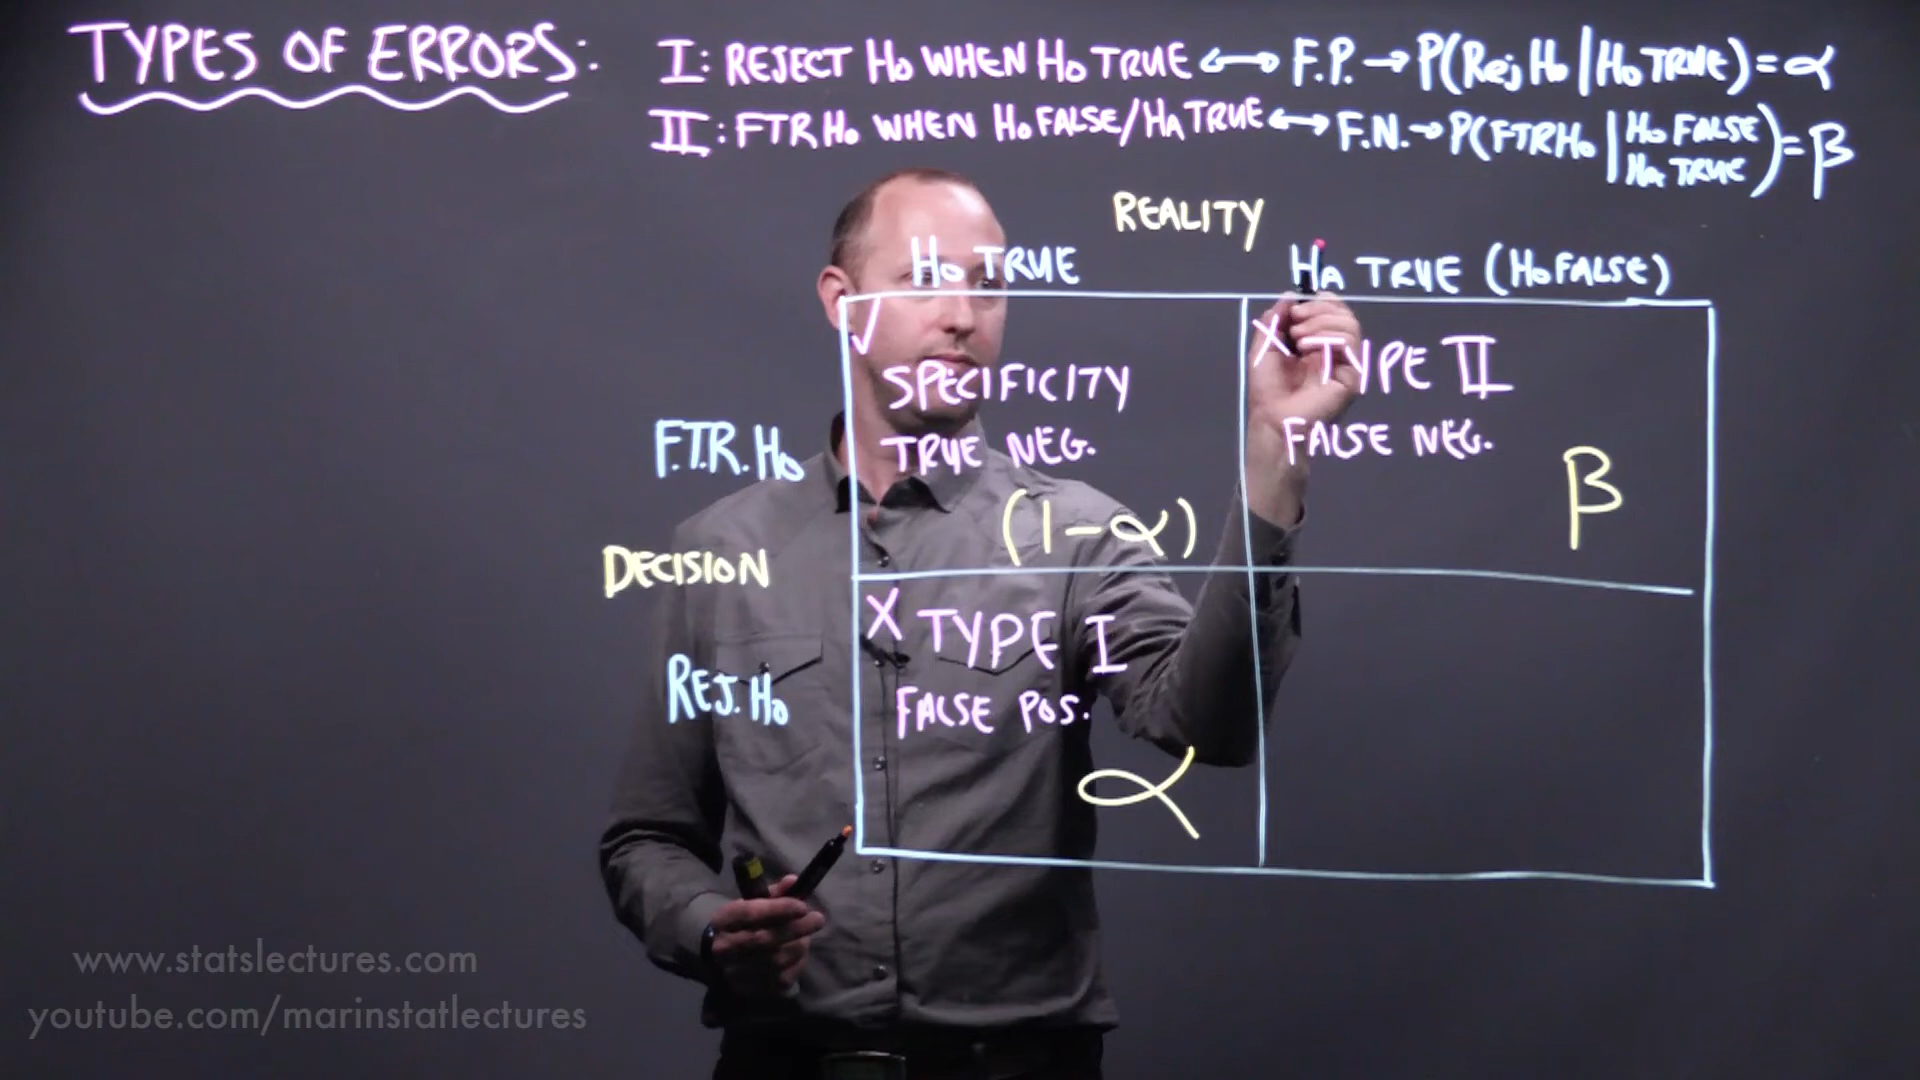 TYPES OF ERRORS:
I: REJECT H0 WHEN H0 TRUE ↔ F.P. → P(Rej H0 | H0 TRUE) = α
II: FTR H0 WHEN H0 FALSE/HA TRUE ↔ F.N. → P(FTR H0 | H0 FALSE
HA TRUE) = β
REALITY
H0 TRUE
HA TRUE (H0 FALSE)
✓
SPECIFICITY
TRUE NEG.
(1-α)
X TYPE II
FALSE NEG.
β
F.T.R. H0
DECISION
REJ. H0
X TYPE I
FALSE POS.
α
www.statslectures.com
youtube.com/marinstatlectures